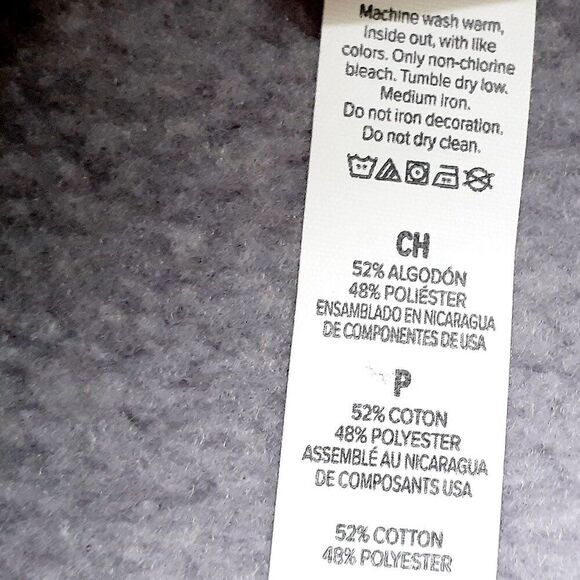 Machine wash warm,
inside out, with like
colors. Only non-chlorine
bleach. Tumble dry low.
Medium iron.
Do not iron decoration.
Do not dry clean.
CH
52% ALGODÓN
48% POLIÉSTER
ENSAMBLADO EN NICARAGUA
DE COMPONENTES DE USA
P
52% COTON
48% POLYESTER
ASSEMBLÉ AU NICARAGUA
DE COMPOSANTS USA
52% COTTON
48% POLYESTER